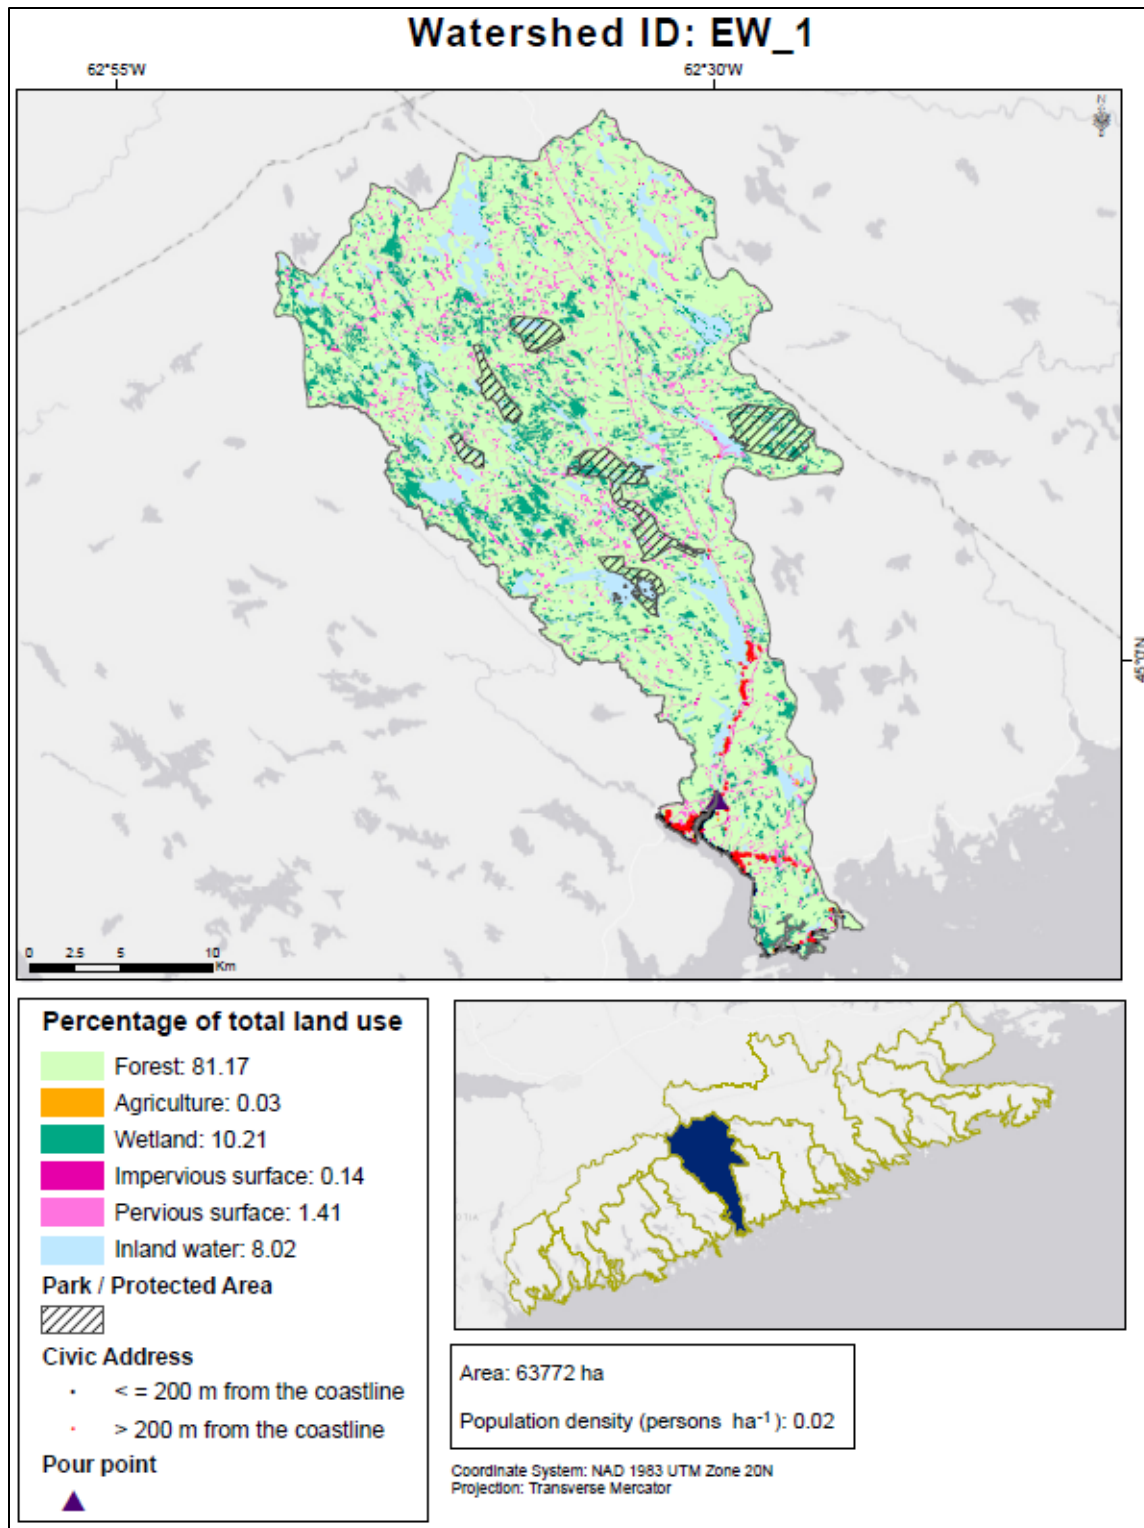 Watershed ID: EW_1
62°55'W
62°30'W
N
45°0'N
0 2.5 5 10
Km
Percentage of total land use
Forest: 81.17
Agriculture: 0.03
Wetland: 10.21
Impervious surface: 0.14
Pervious surface: 1.41
Inland water: 8.02
Park / Protected Area
Civic Address
< = 200 m from the coastline
> 200 m from the coastline
Pour point
OTIA
Area: 63772 ha
Population density (persons ha⁻¹): 0.02
Coordinate System: NAD 1983 UTM Zone 20N
Projection: Transverse Mercator